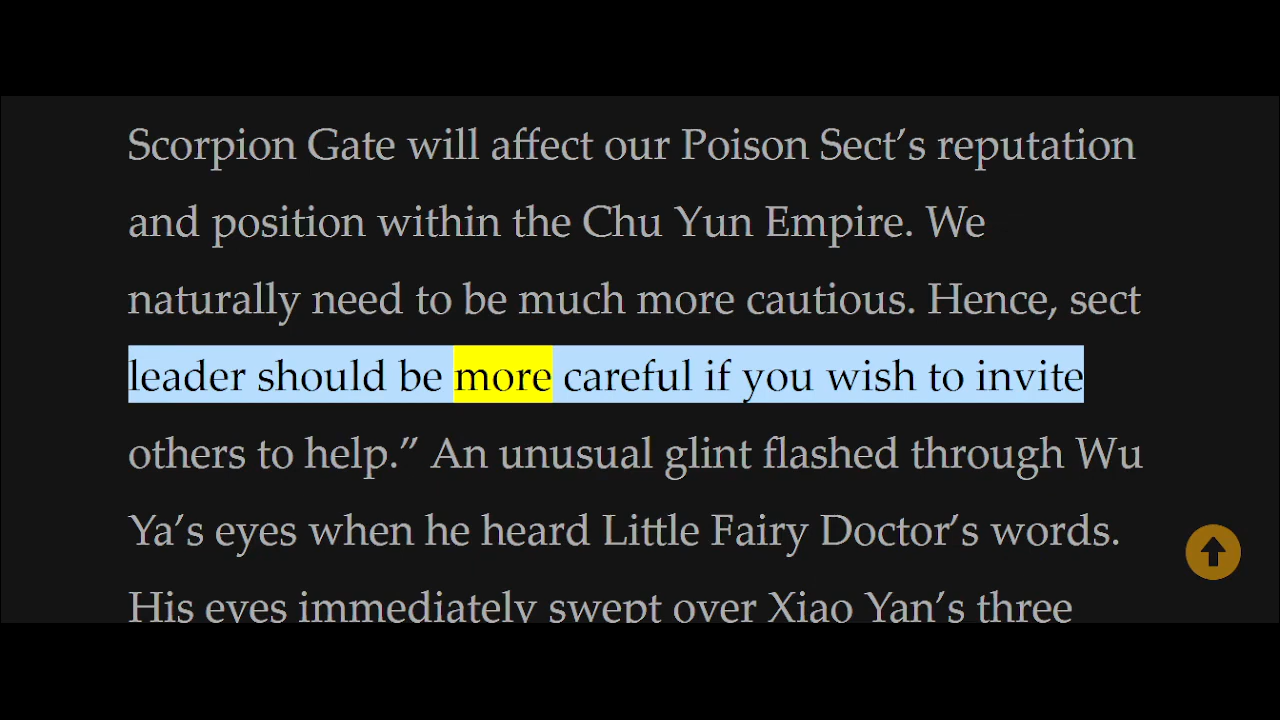 Scorpion Gate will affect our Poison Sect’s reputation
and position within the Chu Yun Empire. We
naturally need to be much more cautious. Hence, sect
leader should be more careful if you wish to invite
others to help.” An unusual glint flashed through Wu
Ya’s eyes when he heard Little Fairy Doctor’s words.
His eyes immediately swept over Xiao Yan’s three